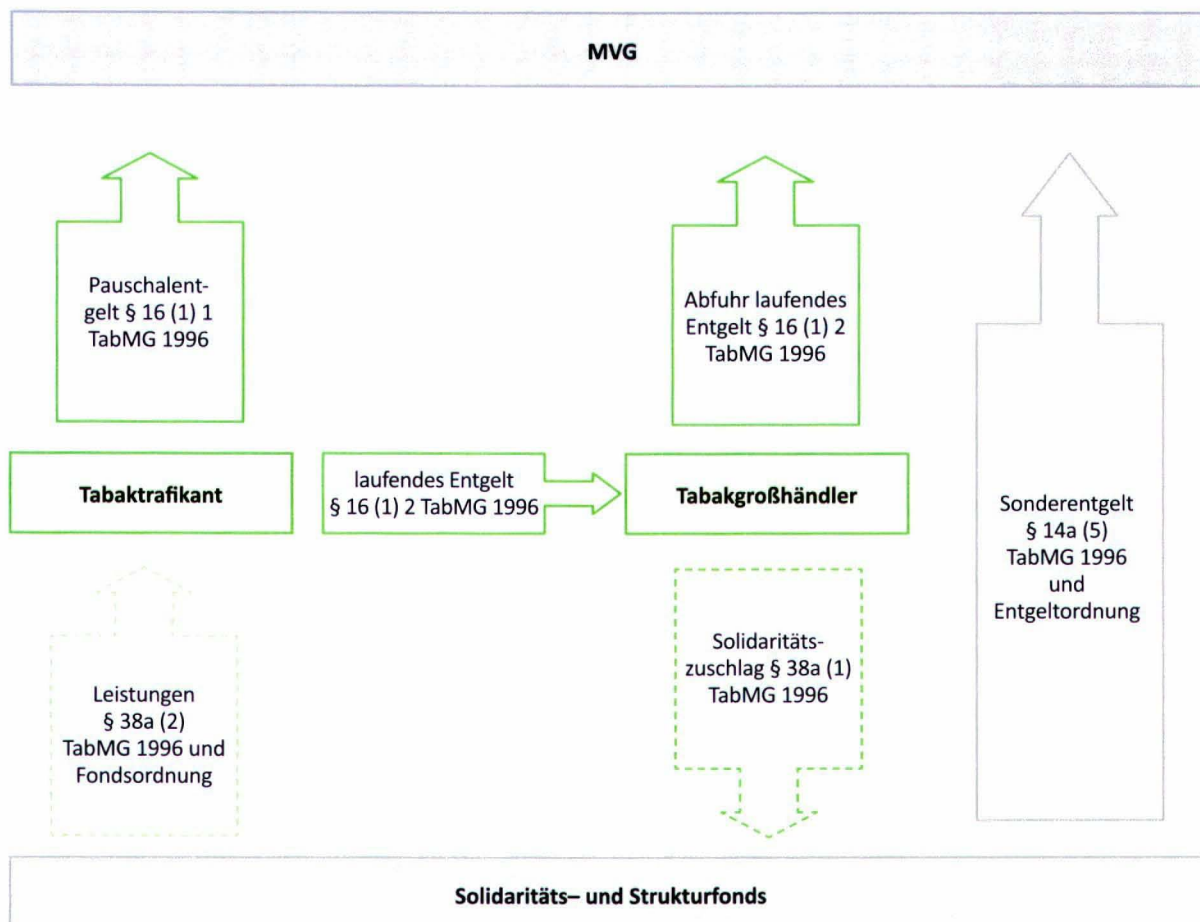 MVG
Pauschalent-
gelt § 16 (1) 1
TabMG 1996
Abfuhr laufendes
Entgelt § 16 (1) 2
TabMG 1996
Tabaktrafikant
laufendes Entgelt
§ 16 (1) 2 TabMG 1996
Tabakgroßhändler
Sonderentgelt
§ 14a (5)
TabMG 1996
und
Entgeltordnung
Leistungen
§ 38a (2)
TabMG 1996 und
Fondsordnung
Solidaritäts-
zuschlag § 38a (1)
TabMG 1996
Solidaritäts– und Strukturfonds